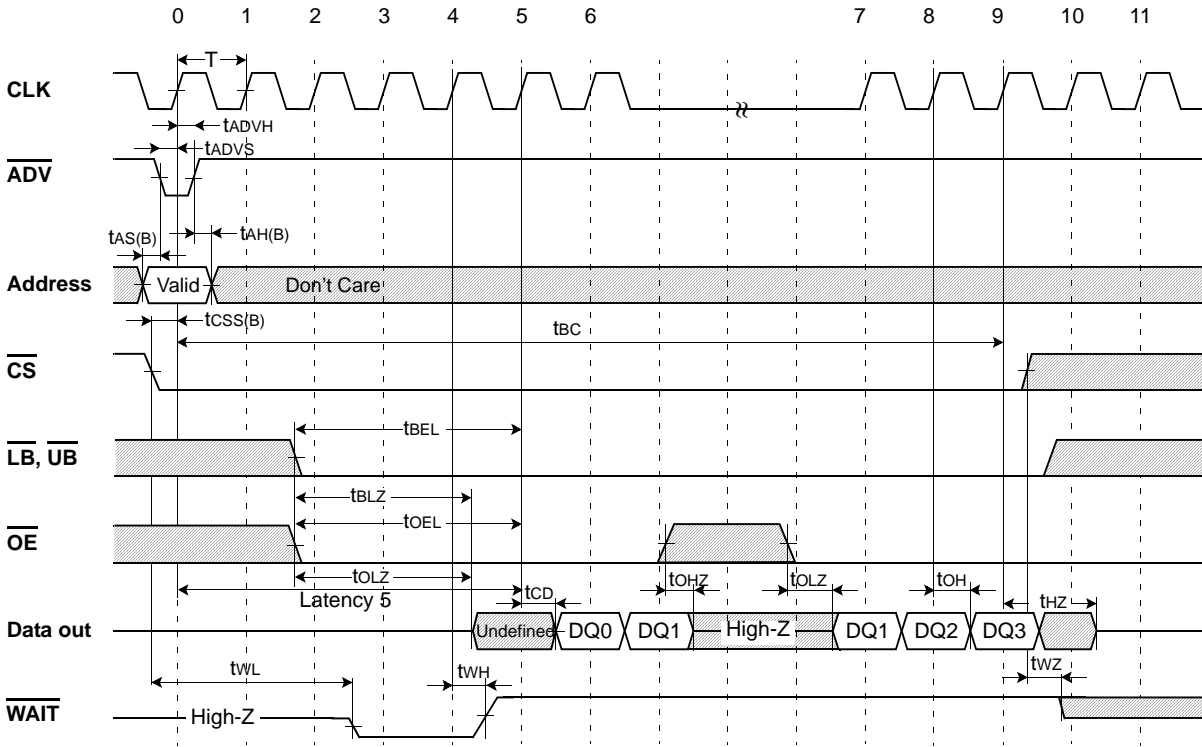 0 1 2 3 4 5 6 7 8 9 10 11
T
CLK
tADVH
tADVS
ADV
tAS(B)
tAH(B)
Address
Valid
Don't Care
tCSS(B)
tBC
CS
tBEL
LB, UB
tBLZ
tOEL
OE
tOLZ
Latency 5
tCD
tOHZ
tOLZ
tOH
tHZ
Data out
Undefined
DQ0
DQ1
High-Z
DQ1
DQ2
DQ3
tWL
tWH
tWZ
WAIT
High-Z